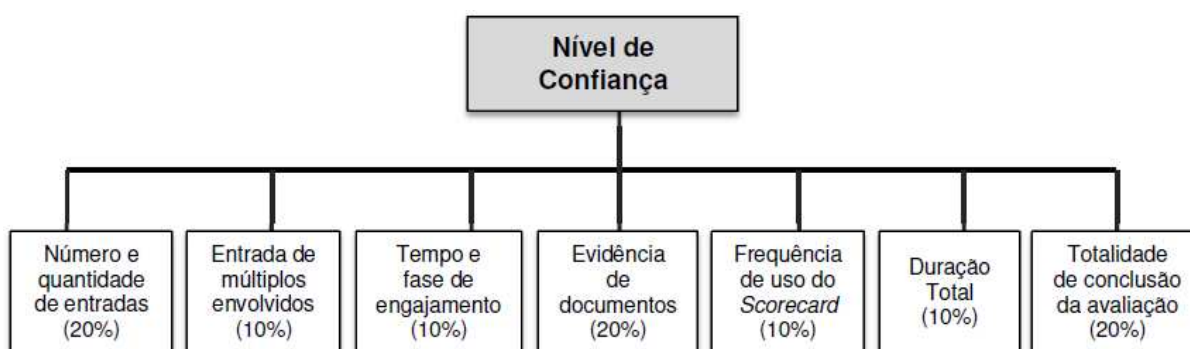 Nível de
Confiança
Número e
quantidade
de entradas
(20%)
Entrada de
múltiplos
envolvidos
(10%)
Tempo e
fase de
engajamento
(10%)
Evidência
de
documentos
(20%)
Frequência
de uso do
Scorecard
(10%)
Duração
Total
(10%)
Totalidade
de conclusão
da avaliação
(20%)